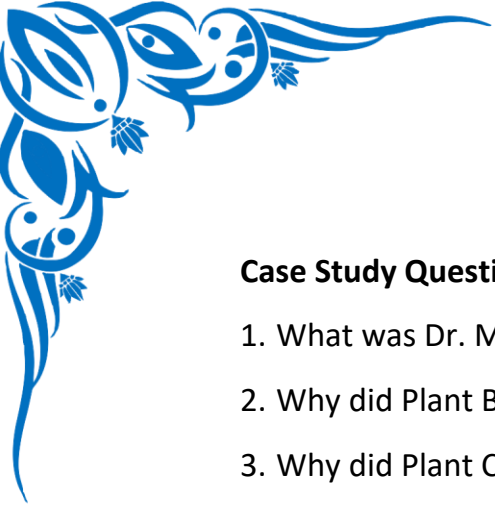 Case Study Questi
1. What was Dr. M
2. Why did Plant B
3. Why did Plant C